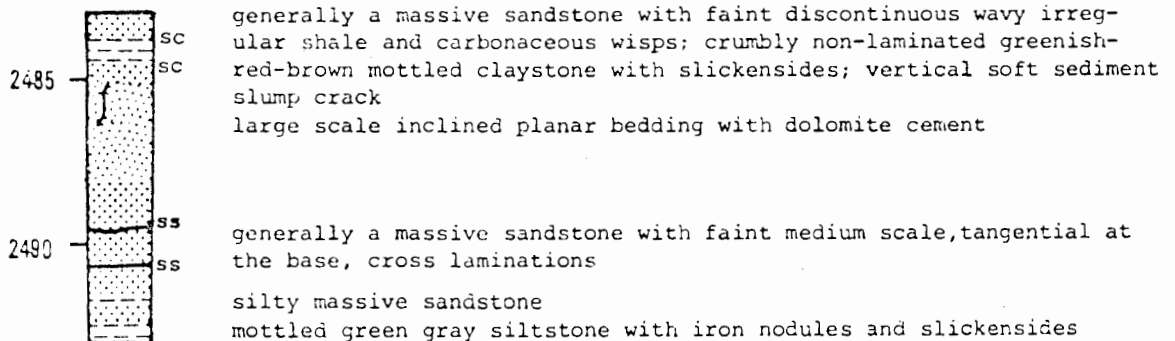 generally a massive sandstone with faint discontinuous wavy irreg-
sc ular shale and carbonaceous wisps; crumbly non-laminated greenish-
2485 sc red-brown mottled claystone with slickensides; vertical soft sediment
slump crack
large scale inclined planar bedding with dolomite cement
ss
2490 generally a massive sandstone with faint medium scale,tangential at
ss the base, cross laminations
silty massive sandstone
mottled green gray siltstone with iron nodules and slickensides